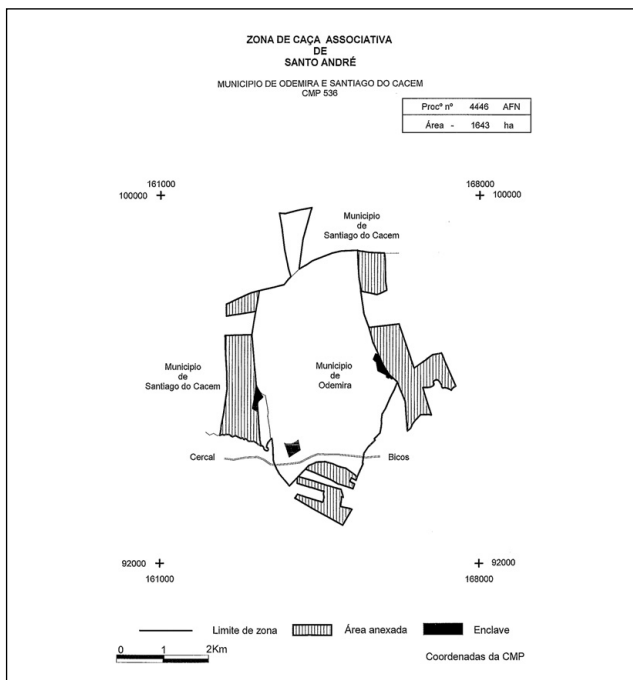 ZONA DE CAÇA ASSOCIATIVA
DE
SANTO ANDRÉ
MUNICIPIO DE ODEMIRA E SANTIAGO DO CACEM
CMP 536
Procº nº 4446 AFN
Área - 1643 ha
161000
100000
168000
100000
Municipio
de
Santiago do Cacem
Municipio
de
Santiago do Cacem
Municipio
de
Odemira
Cercal
Bicos
92000
161000
92000
168000
Limite de zona
Área anexada
Enclave
0 1 2Km
Coordenadas da CMP